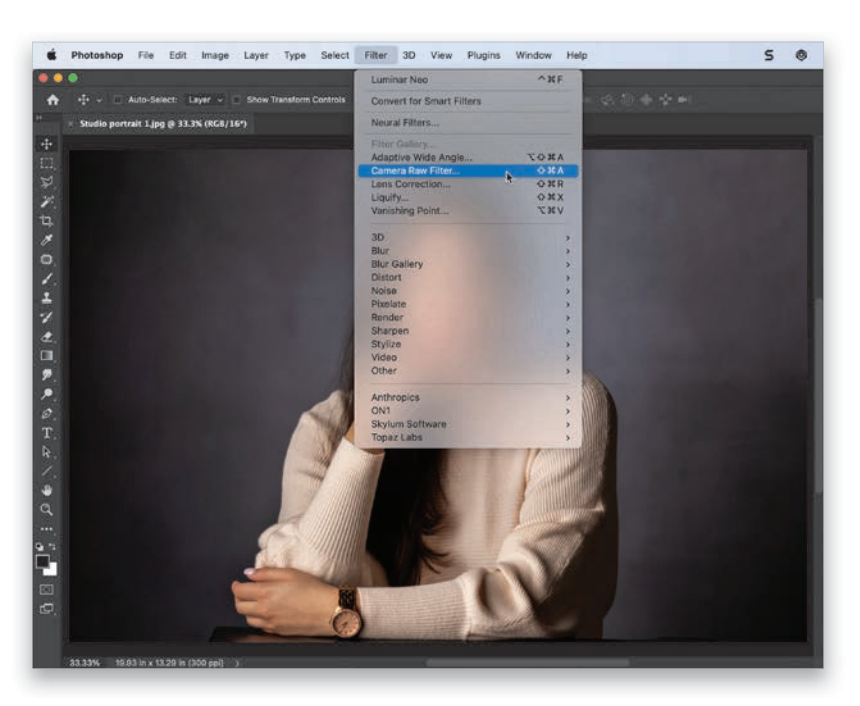 Photoshop File Edit Image Layer Type Select Filter 3D View Plugins Window Help
Auto-Select: Layer Show Transform Controls
Studio portrait 1.jpg @ 33.3% (RGB/16*)
Luminar Neo ^⌘F
Convert for Smart Filters
Neural Filters...
Filter Gallery...
Adaptive Wide Angle... ⌥⇧⌘A
Camera Raw Filter... ⇧⌘A
Lens Correction... ⇧⌘R
Liquify... ⇧⌘X
Vanishing Point... ⌥⌘V
3D
Blur
Blur Gallery
Distort
Noise
Pixelate
Render
Sharpen
Stylize
Video
Other
Anthropics
ON1
Skylum Software
Topaz Labs
33.33% 19.93 in x 13.29 in (300 ppi)